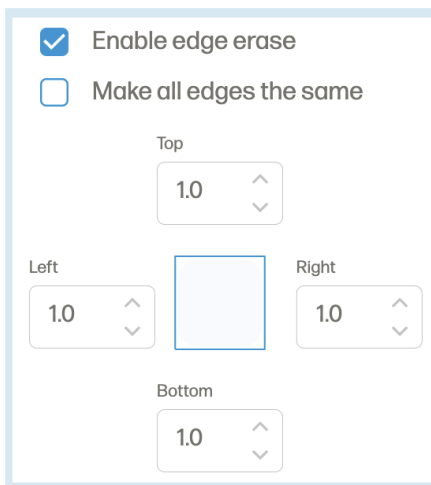 Enable edge erase
Make all edges the same
Top
1.0
Left
Right
1.0
1.0
Bottom
1.0